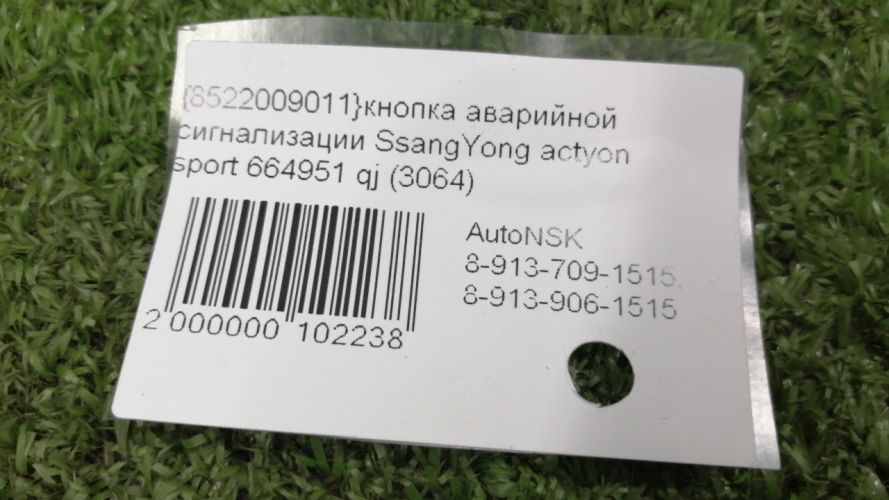 {8522009011}кнопка аварийной
сигнализации SsangYong actyon
sport 664951 qj (3064)
AutoNSK
8-913-709-1515,
8-913-906-1515
2 000000 102238